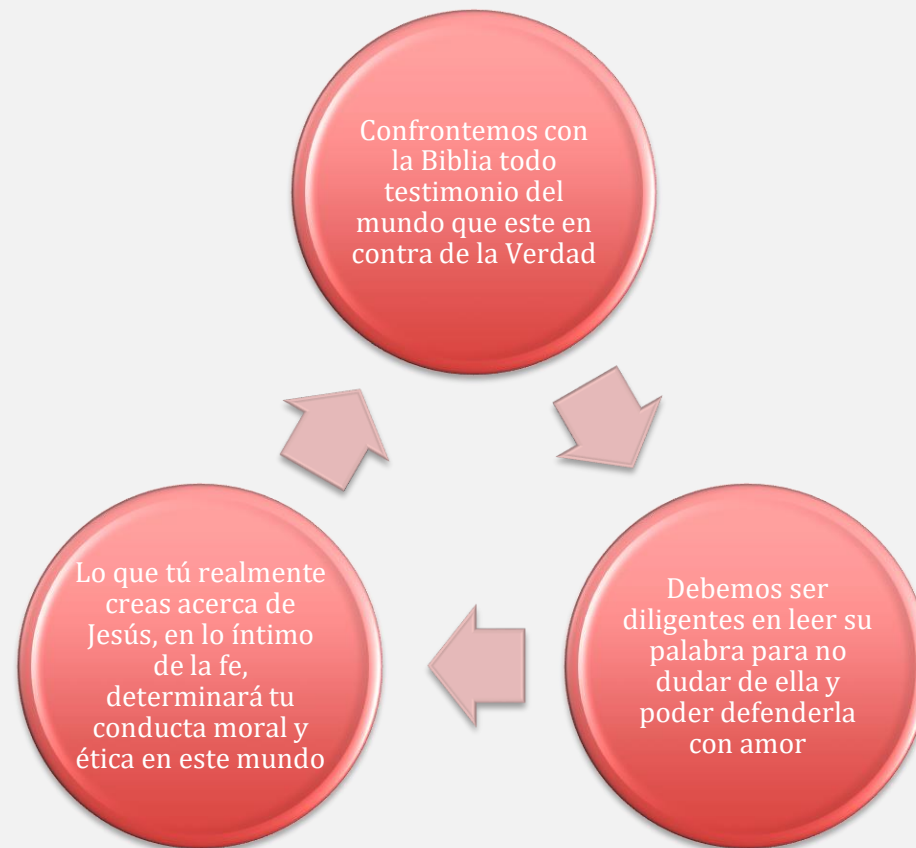 Confrontemos con
la Biblia todo
testimonio del
mundo que este en
contra de la Verdad
Debemos ser
diligentes en leer su
palabra para no
dudar de ella y
poder defenderla
con amor
Lo que tú realmente
creas acerca de
Jesús, en lo íntimo
de la fe,
determinará tu
conducta moral y
ética en este mundo